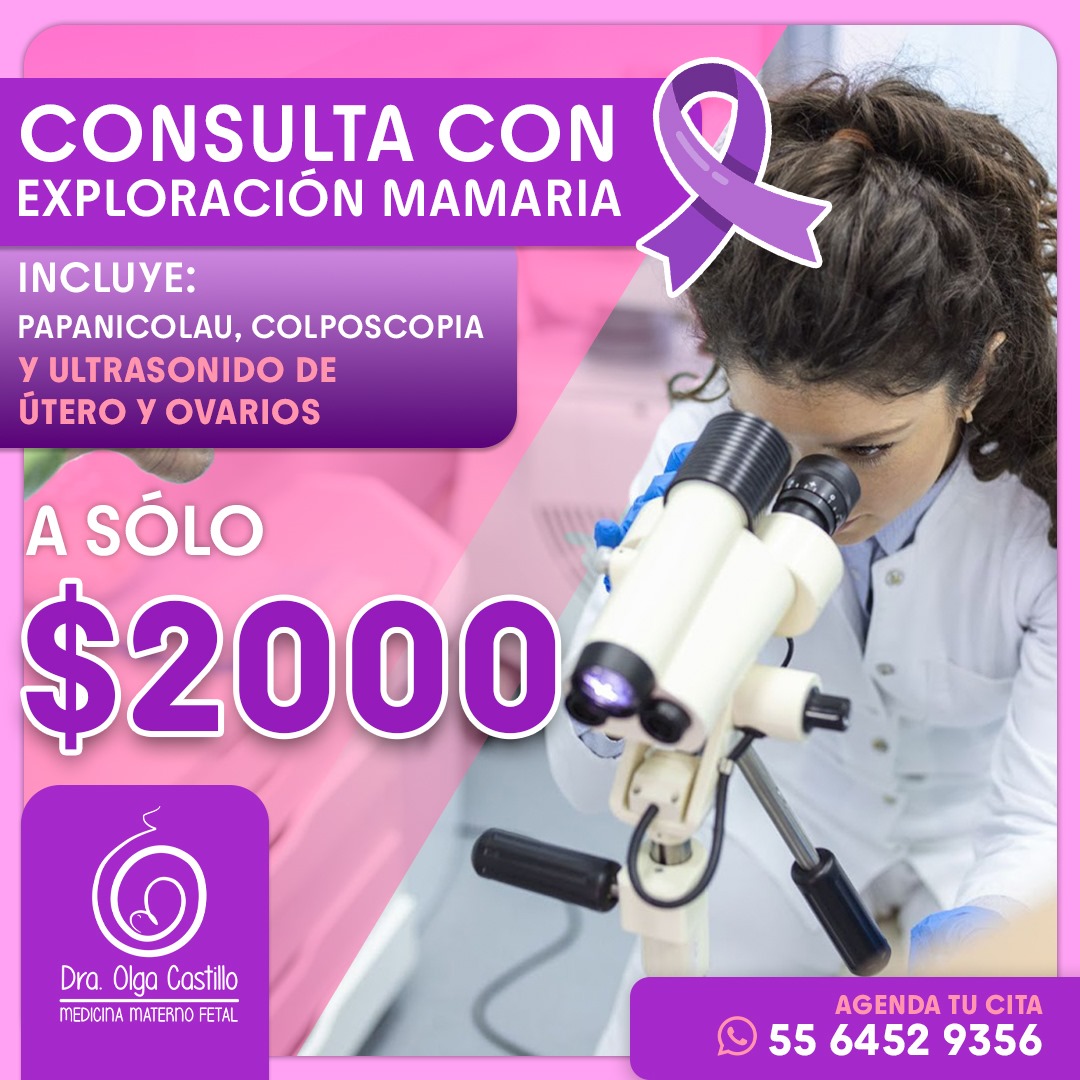 CONSULTA CON
EXPLORACIÓN MAMARIA
INCLUYE:
PAPANICOLAU, COLPOSCOPIA
Y ULTRASONIDO DE
ÚTERO Y OVARIOS
A SÓLO
$2000
Dra. Olga Castillo
MEDICINA MATERNO FETAL
AGENDA TU CITA
55 6452 9356